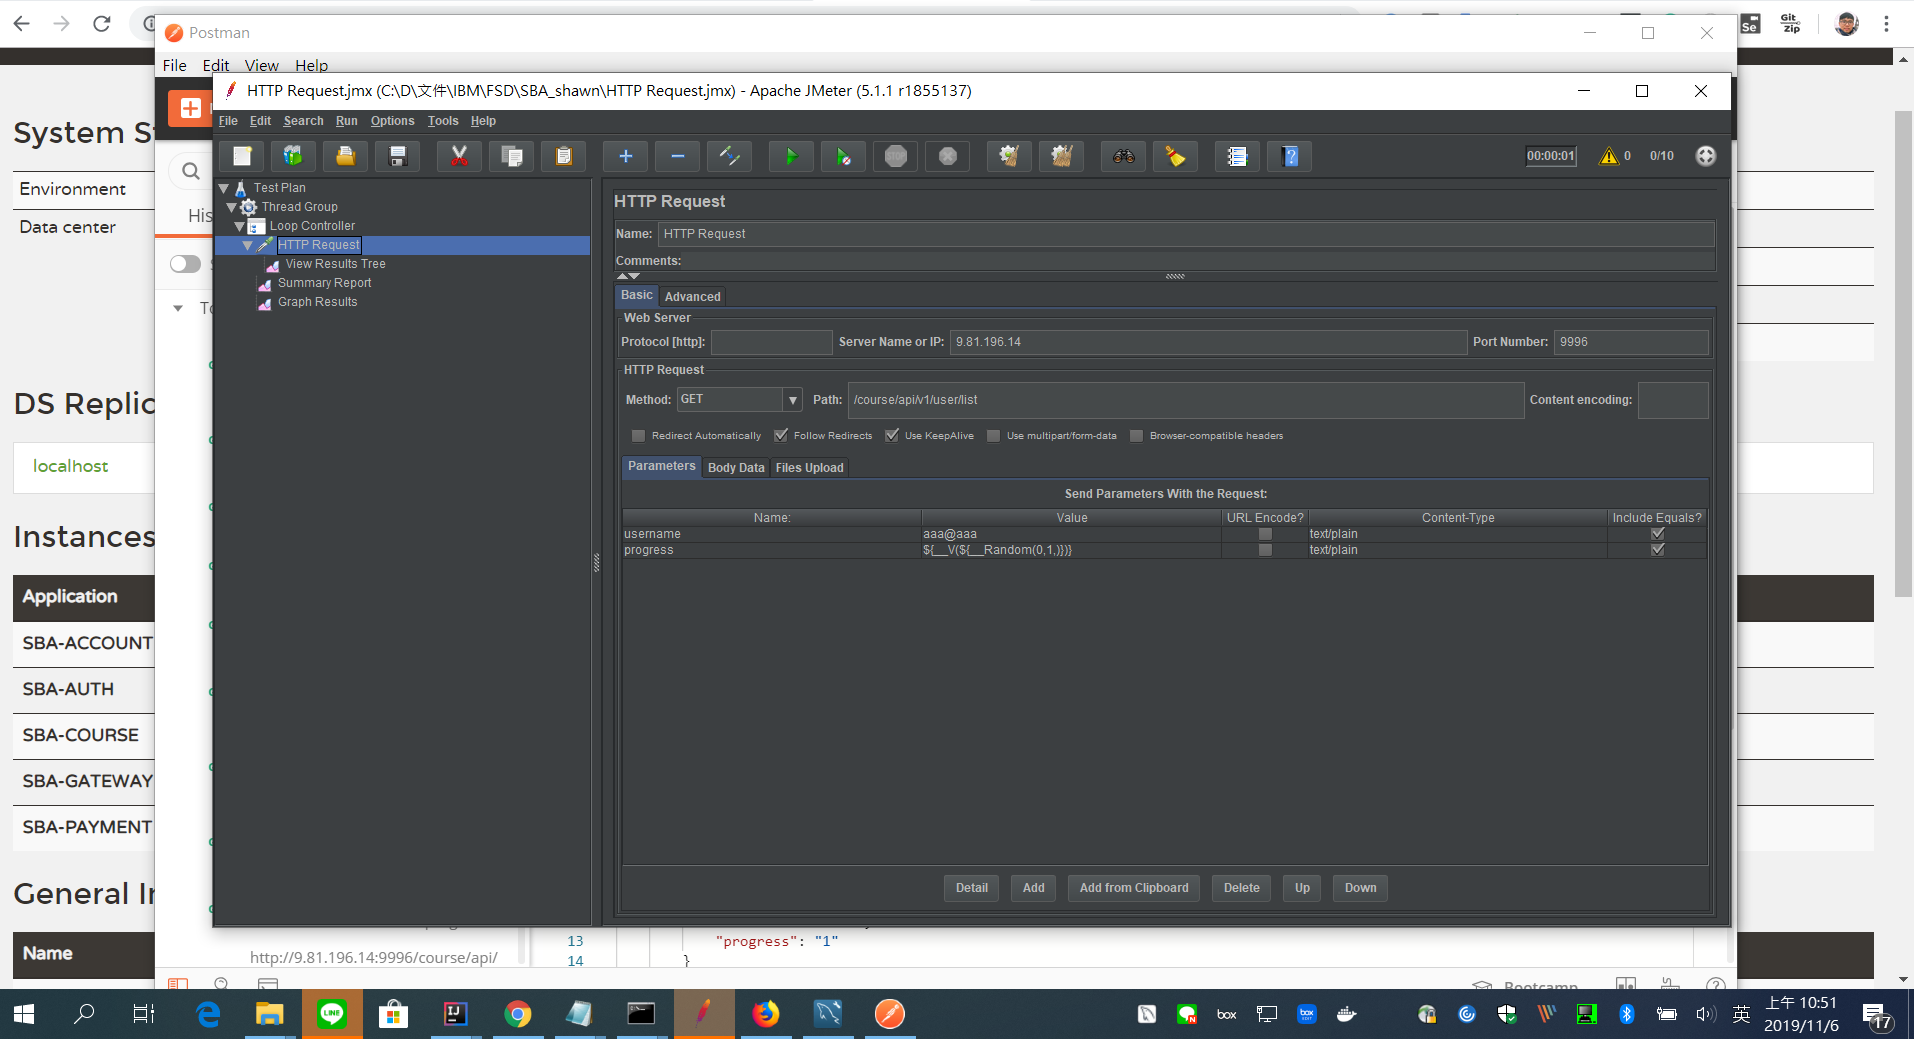 Postman
File Edit View Help
HTTP Request.jmx (C:\D\文件\IBM\FSD\SBA_shawn\HTTP Request.jmx) - Apache JMeter (5.1.1 r1855137)
File Edit Search Run Options Tools Help
00:00:01 0 0/10
Se
Git
Zip
STOP
System S
Environment
Data center
His
DS Replic
localhost
Instances
Application
SBA-ACCOUNT
SBA-AUTH
SBA-COURSE
SBA-GATEWAY
SBA-PAYMENT
General I
Name
Test Plan
Thread Group
Loop Controller
HTTP Request
View Results Tree
Summary Report
Graph Results
HTTP Request
Name: HTTP Request
Comments:
Basic Advanced
Web Server
Protocol [http]: Server Name or IP: 9.81.196.14 Port Number: 9996
HTTP Request
Method: GET Path: /course/api/v1/user/list Content encoding:
Redirect Automatically Follow Redirects Use KeepAlive Use multipart/form-data Browser-compatible headers
Parameters Body Data Files Upload
Send Parameters With the Request:
Name: Value URL Encode? Content-Type Include Equals?
username aaa@aaa text/plain
progress ${__V(${__Random(0,1,)})} text/plain
Detail Add Add from Clipboard Delete Up Down
13 "progress": "1"
14 }
http://9.81.196.14:9996/course/api/
Bootcamp
LINE
box
英
上午 10:51
2019/11/6
17